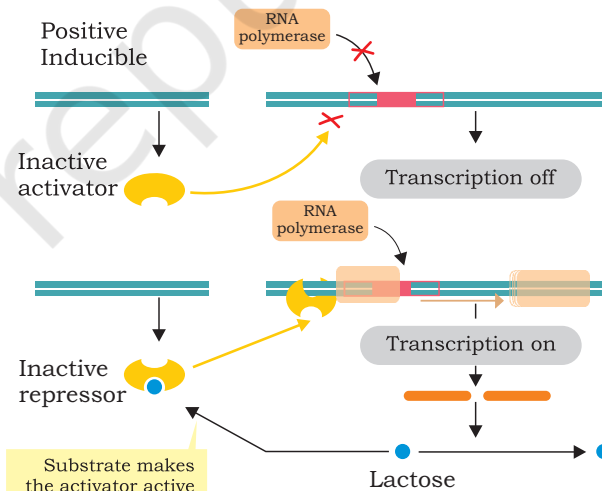 Positive
Inducible
RNA
polymerase
Inactive
activator
Transcription off
RNA
polymerase
Transcription on
Inactive
repressor
Substrate makes
the activator active
Lactose